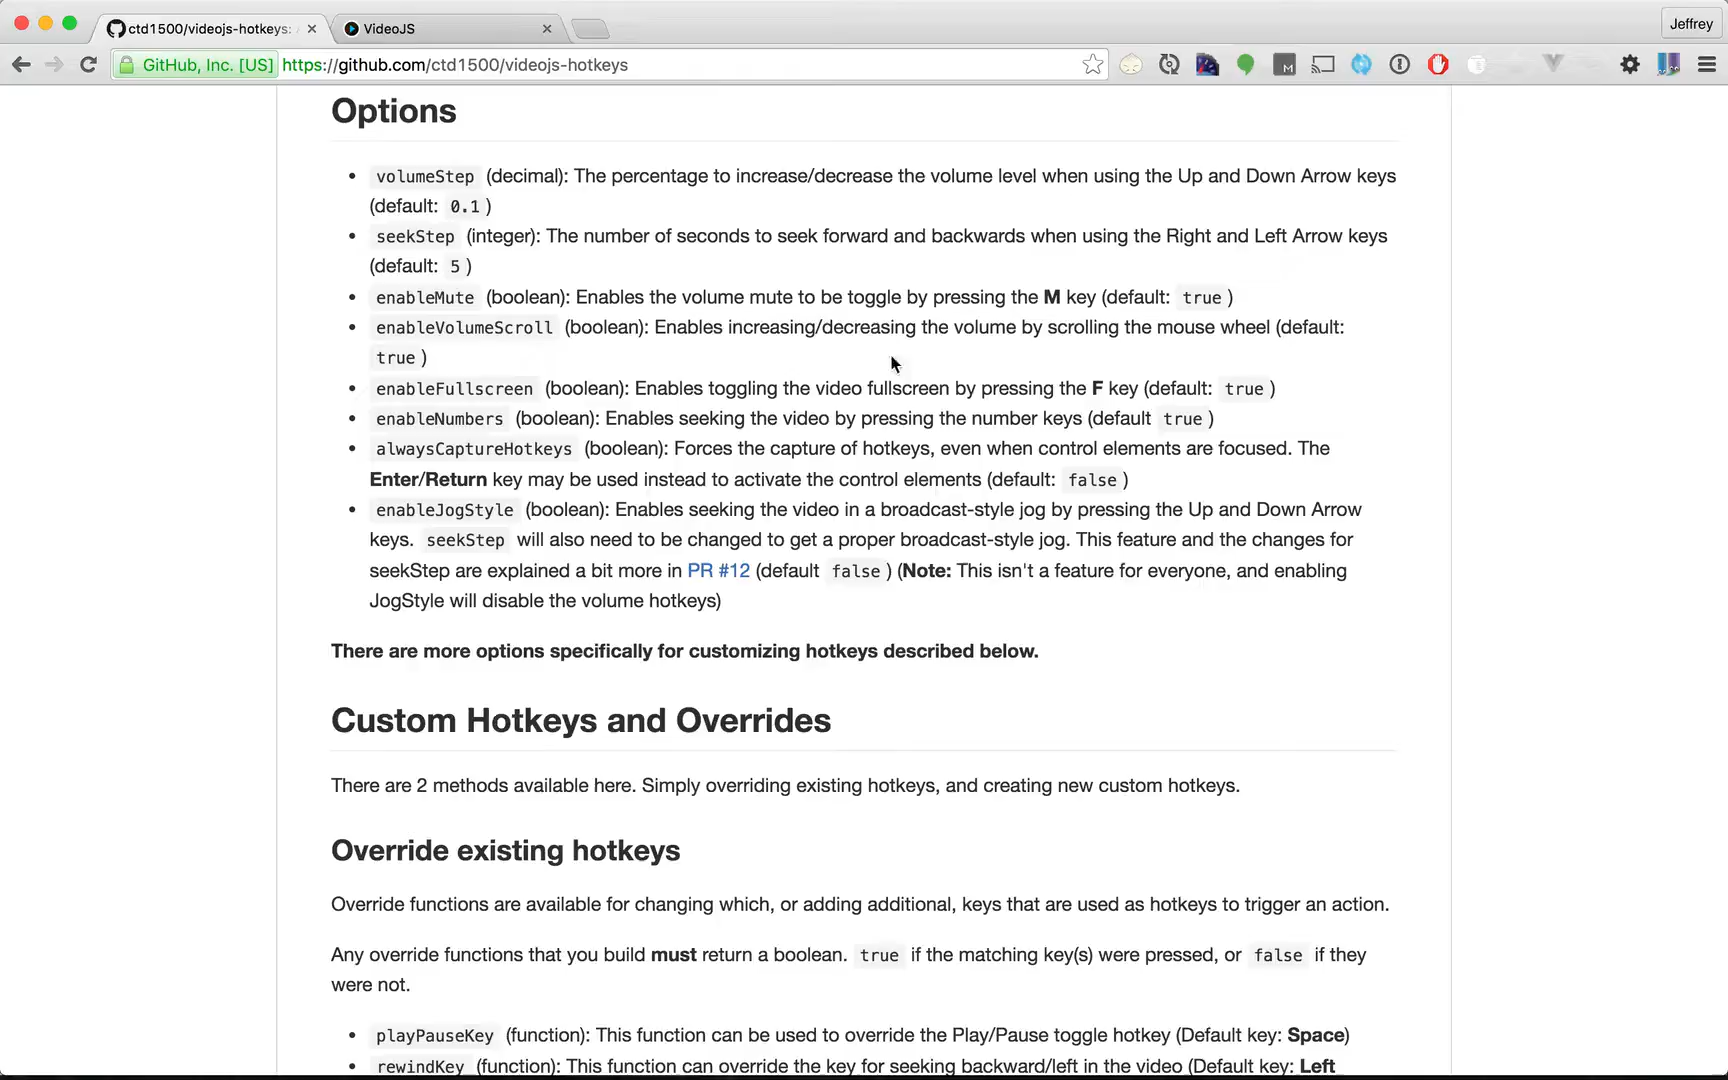 ctd1500/videojs-hotkeys:
VideoJS
Jeffrey
GitHub, Inc. [US] https://github.com/ctd1500/videojs-hotkeys
Options
• volumeStep (decimal): The percentage to increase/decrease the volume level when using the Up and Down Arrow keys
(default: 0.1 )
• seekStep (integer): The number of seconds to seek forward and backwards when using the Right and Left Arrow keys
(default: 5 )
• enableMute (boolean): Enables the volume mute to be toggle by pressing the M key (default: true )
• enableVolumeScroll (boolean): Enables increasing/decreasing the volume by scrolling the mouse wheel (default:
true )
• enableFullscreen (boolean): Enables toggling the video fullscreen by pressing the F key (default: true )
• enableNumbers (boolean): Enables seeking the video by pressing the number keys (default true )
• alwaysCaptureHotkeys (boolean): Forces the capture of hotkeys, even when control elements are focused. The
Enter/Return key may be used instead to activate the control elements (default: false )
• enableJogStyle (boolean): Enables seeking the video in a broadcast-style jog by pressing the Up and Down Arrow
keys. seekStep will also need to be changed to get a proper broadcast-style jog. This feature and the changes for
seekStep are explained a bit more in PR #12 (default false ) (Note: This isn't a feature for everyone, and enabling
JogStyle will disable the volume hotkeys)
There are more options specifically for customizing hotkeys described below.
Custom Hotkeys and Overrides
There are 2 methods available here. Simply overriding existing hotkeys, and creating new custom hotkeys.
Override existing hotkeys
Override functions are available for changing which, or adding additional, keys that are used as hotkeys to trigger an action.
Any override functions that you build must return a boolean. true if the matching key(s) were pressed, or false if they
were not.
• playPauseKey (function): This function can be used to override the Play/Pause toggle hotkey (Default key: Space)
• rewindKey (function): This function can override the key for seeking backward/left in the video (Default key: Left